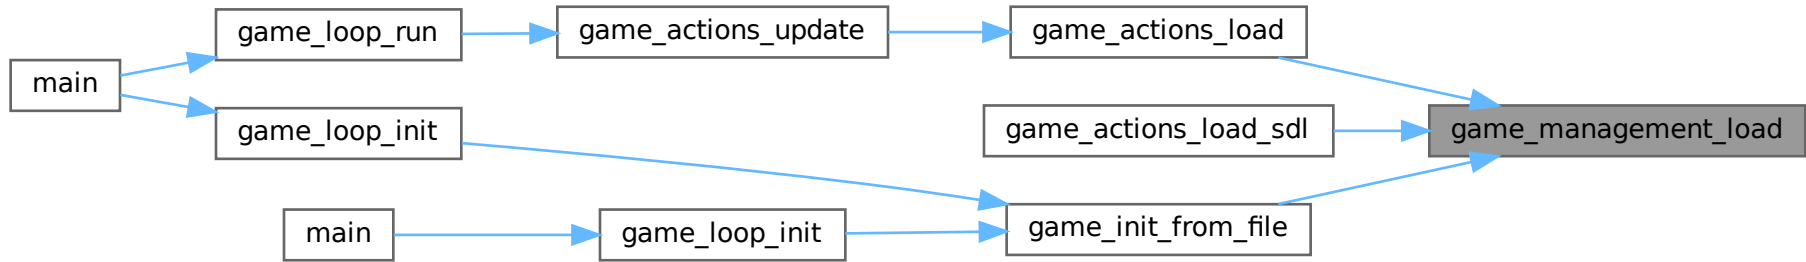 game_loop_run
game_actions_update
game_actions_load
main
game_loop_init
game_actions_load_sdl
game_management_load
main
game_loop_init
game_init_from_file